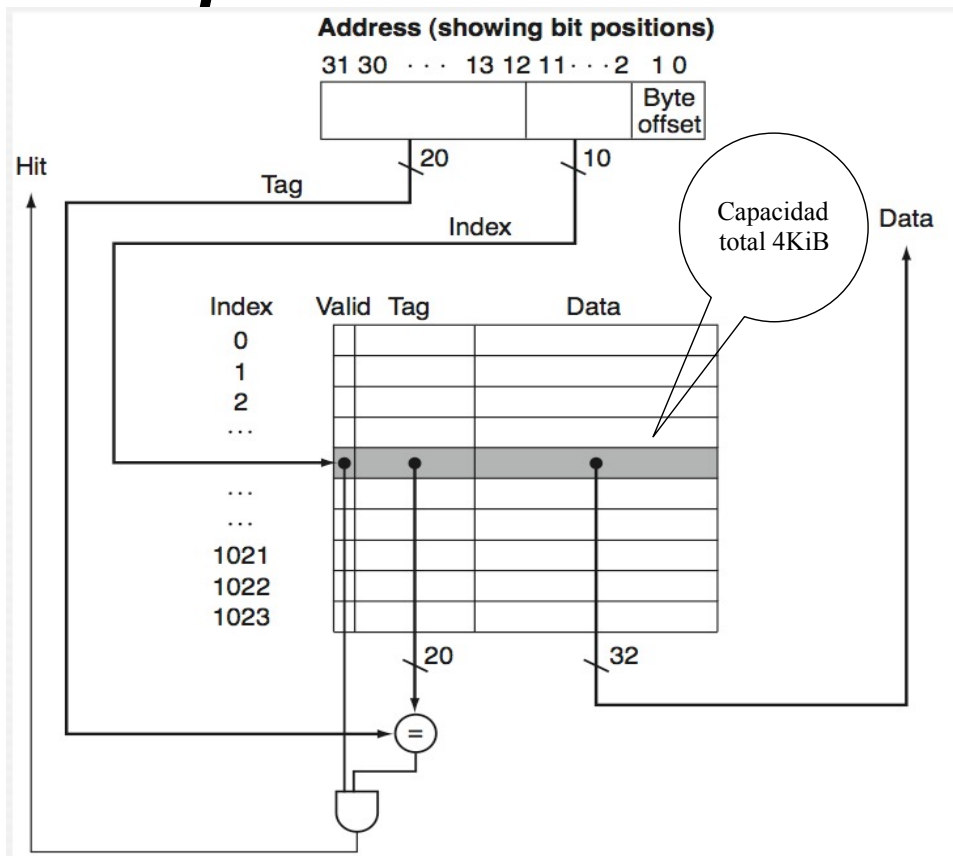 Address (showing bit positions)
31 30 · · · 13 12 11 · · · 2 1 0
Byte
offset
20
10
Hit
Tag
Index
Capacidad
total 4KiB
Data
Index Valid Tag Data
0
1
2
...
...
...
1021
1022
1023
20
32
=